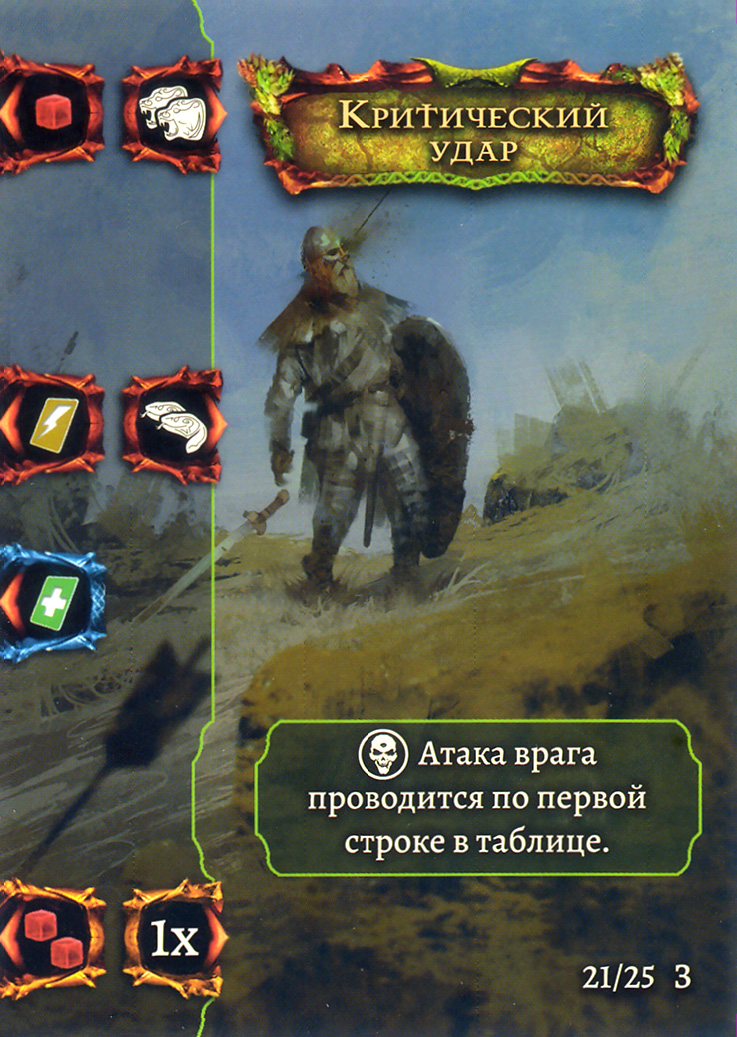 Критический
удар
Атака врага
проводится по первой
строке в таблице.
1x
21/25 3